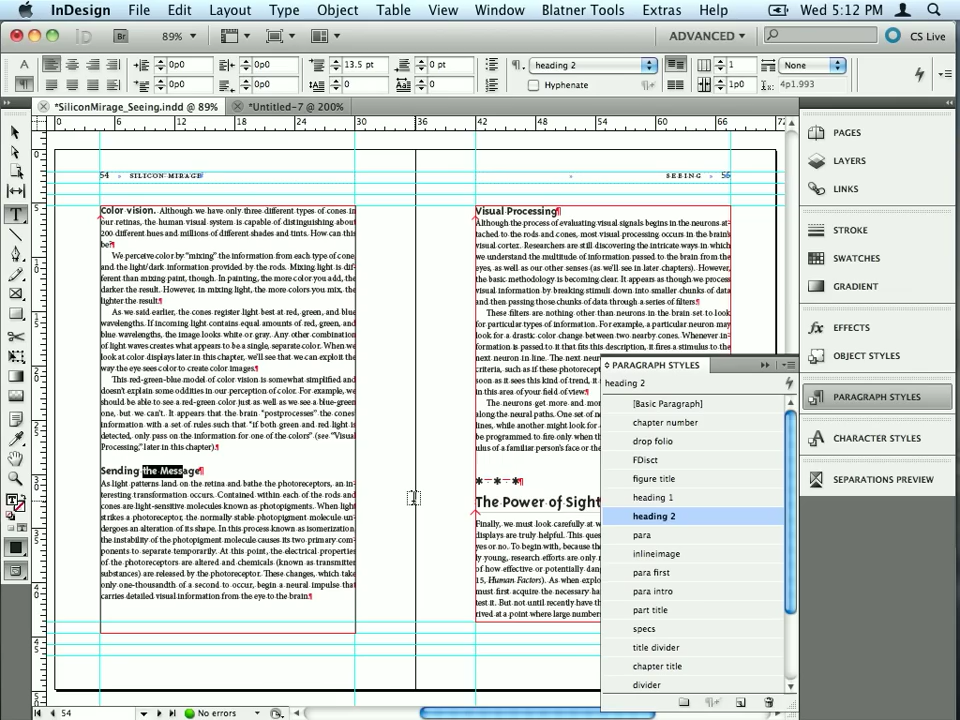 InDesign File Edit Layout Type Object Table View Window Blatner Tools Extras Help Wed 5:12 PM
Br 89% ADVANCED CS Live
A 0p0 0p0 13.5 pt 0 pt heading 2 1 None
0p0 0p0 0 0 Hyphenate 1p0 4p1.993
*SiliconMirage_Seeing.indd @ 89% *Untitled-7 @ 200%
0 6 12 18 24 30 36 42 48 54 60 66 72
54 » SILICON MIRAGE
Color vision. Although we have only three different types of cones in
our retinas, the human visual system is capable of distinguishing about
200 different hues and millions of different shades and tints. How can this
be?¶
We perceive color by "mixing" the information from each type of cone
and the light/dark information provided by the rods. Mixing light is dif-
ferent than mixing paint, though. In painting, the more color you add, the
darker the result. However, in mixing light, the more colors you mix, the
lighter the result.¶
As we said earlier, the cones register light best at red, green, and blue
wavelengths. If incoming light contains equal amounts of red, green, and
blue wavelengths, the image looks white or gray. Any other combination
of light waves creates what appears to be a single, separate color. When we
look at color displays later in this chapter, we'll see that we can exploit the
way the eye sees color to create color images.¶
This red-green-blue model of color vision is somewhat simplified and
doesn't explain some oddities in our perception of color. For example, we
should be able to see a red-green color just as well as we see a blue-green
one, but we can't. It appears that the brain "postprocesses" the cones'
information with a set of rules such that "if both green and red light is
detected, only pass on the information for one of the colors" (see "Visual
Processing," later in this chapter).¶
Sending the Message¶
As light patterns land on the retina and bathe the photoreceptors, an in-
teresting transformation occurs. Contained within each of the rods and
cones are light-sensitive molecules known as photopigments. When light
strikes a photoreceptor, the normally stable photopigment molecule un-
dergoes an alteration of its shape. In this process known as isomerization,
the instability of the photopigment molecule causes its two primary com-
ponents to separate temporarily. At this point, the electrical properties
of the photoreceptors are altered and chemicals (known as transmitter
substances) are released by the photoreceptor. These changes, which take
only one-thousandth of a second to occur, begin a neural impulse that
carries detailed visual information from the eye to the brain.¶
» SEEING » 55
Visual Processing¶
Although the process of evaluating visual signals begins in the neurons at-
tached to the rods and cones, most visual processing occurs in the brain's
visual cortex. Researchers are still discovering the intricate ways in which
we understand the multitude of information passed to the brain from the
eyes, as well as our other senses (as we'll see in later chapters). However,
the basic methodology is becoming clear. It appears as though we process
visual information by breaking stimuli down into smaller chunks of data
and then passing those chunks of data through a series of filters.¶
These filters are nothing other than neurons in the brain set to look
for particular types of information. For example, a particular neuron may
look for a drastic color change between two nearby cones. Whenever in-
formation is passed to it that fits this description, it fires a stimulus to the
next neuron in line. The next neur
criteria, such as if these photorecept
soon as it sees this kind of trend, it a
in this area of your field of view.¶
The neurons get more and mor
along the neural paths. One set of n
lines, while another might look for
be programmed to fire only when th
ulus of a familiar person's face or th
∗ – ∗ – ∗¶
The Power of Sight
Finally, we must look carefully at w
displays are truly helpful. This ques
yes or no. To begin with, because th
ly young, research efforts are only n
of how effective or potentially dan
15, Human Factors). As when explor
must first acquire the necessary ha
test it. But not until recently have th
rived at a point where large numbers
PARAGRAPH STYLES
heading 2
[Basic Paragraph]
chapter number
drop folio
FDisct
figure title
heading 1
heading 2
para
inlineimage
para first
para intro
part title
specs
title divider
chapter title
divider
PAGES
LAYERS
LINKS
STROKE
SWATCHES
GRADIENT
EFFECTS
OBJECT STYLES
PARAGRAPH STYLES
CHARACTER STYLES
SEPARATIONS PREVIEW
54 No errors